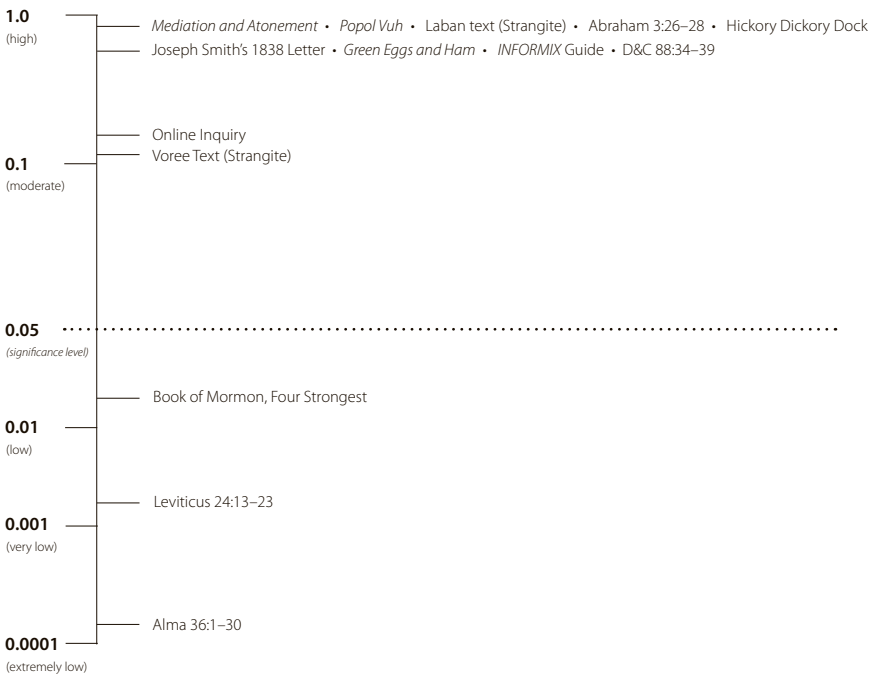 1.0
(high)
Mediation and Atonement • Popol Vuh • Laban text (Strangite) • Abraham 3:26–28 • Hickory Dickory Dock
Joseph Smith’s 1838 Letter • Green Eggs and Ham • INFORMIX Guide • D&C 88:34–39
Online Inquiry
Voree Text (Strangite)
0.1
(moderate)
0.05
(significance level)
Book of Mormon, Four Strongest
0.01
(low)
Leviticus 24:13–23
0.001
(very low)
Alma 36:1–30
0.0001
(extremely low)